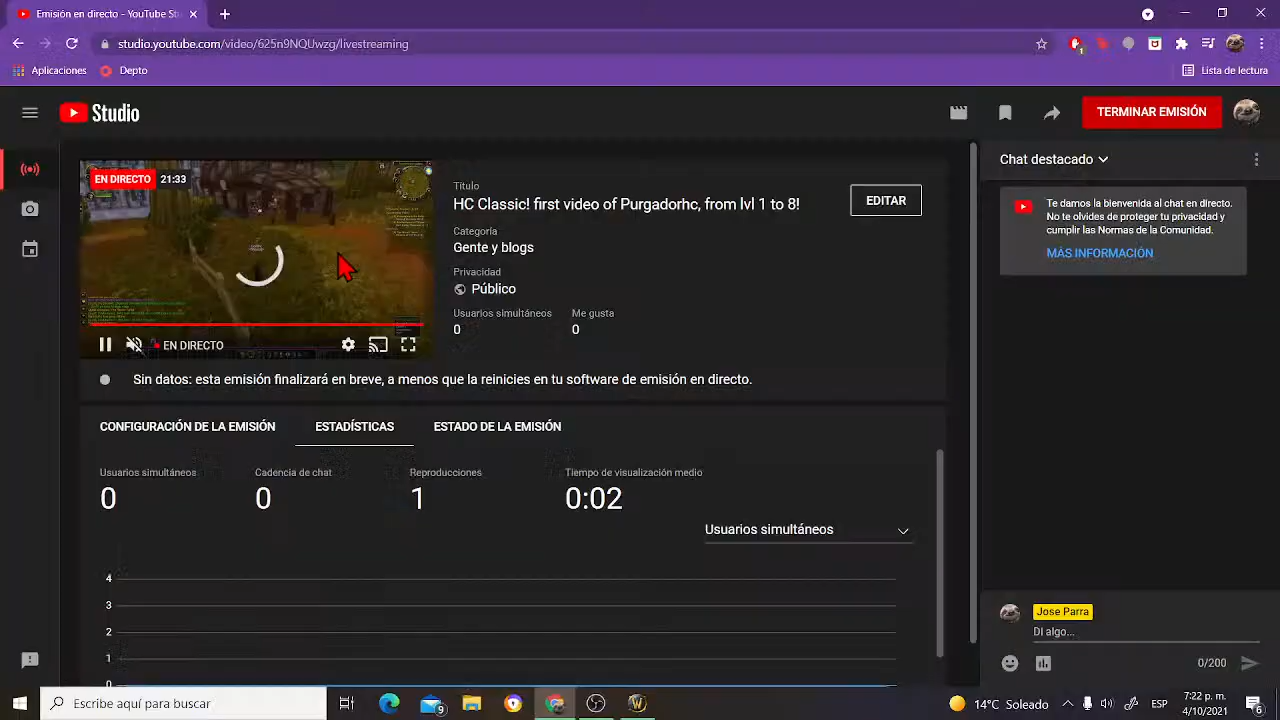 Emisión en directo - YouTube St
studio.youtube.com/video/625n9NQUwzg/livestreaming
1
Aplicaciones
Depto
Lista de lectura
Studio
TERMINAR EMISIÓN
EN DIRECTO
21:33
EN DIRECTO
Título
HC Classic! first video of Purgadorhc, from lvl 1 to 8!
EDITAR
Categoría
Gente y blogs
Privacidad
Público
Usuarios simultáneos
Me gusta
0
0
Sin datos: esta emisión finalizará en breve, a menos que la reinicies en tu software de emisión en directo.
CONFIGURACIÓN DE LA EMISIÓN
ESTADÍSTICAS
ESTADO DE LA EMISIÓN
Usuarios simultáneos
Cadencia de chat
Reproducciones
Tiempo de visualización medio
0
0
1
0:02
Usuarios simultáneos
4
3
2
1
0
Chat destacado
Te damos la bienvenida al chat en directo.
No te olvides de proteger tu privacidad y
cumplir las Normas de la Comunidad.
MÁS INFORMACIÓN
Jose Parra
Di algo...
0/200
Escribe aquí para buscar
9
14°C Soleado
ESP
7:22 p. m.
4/10/2021
6